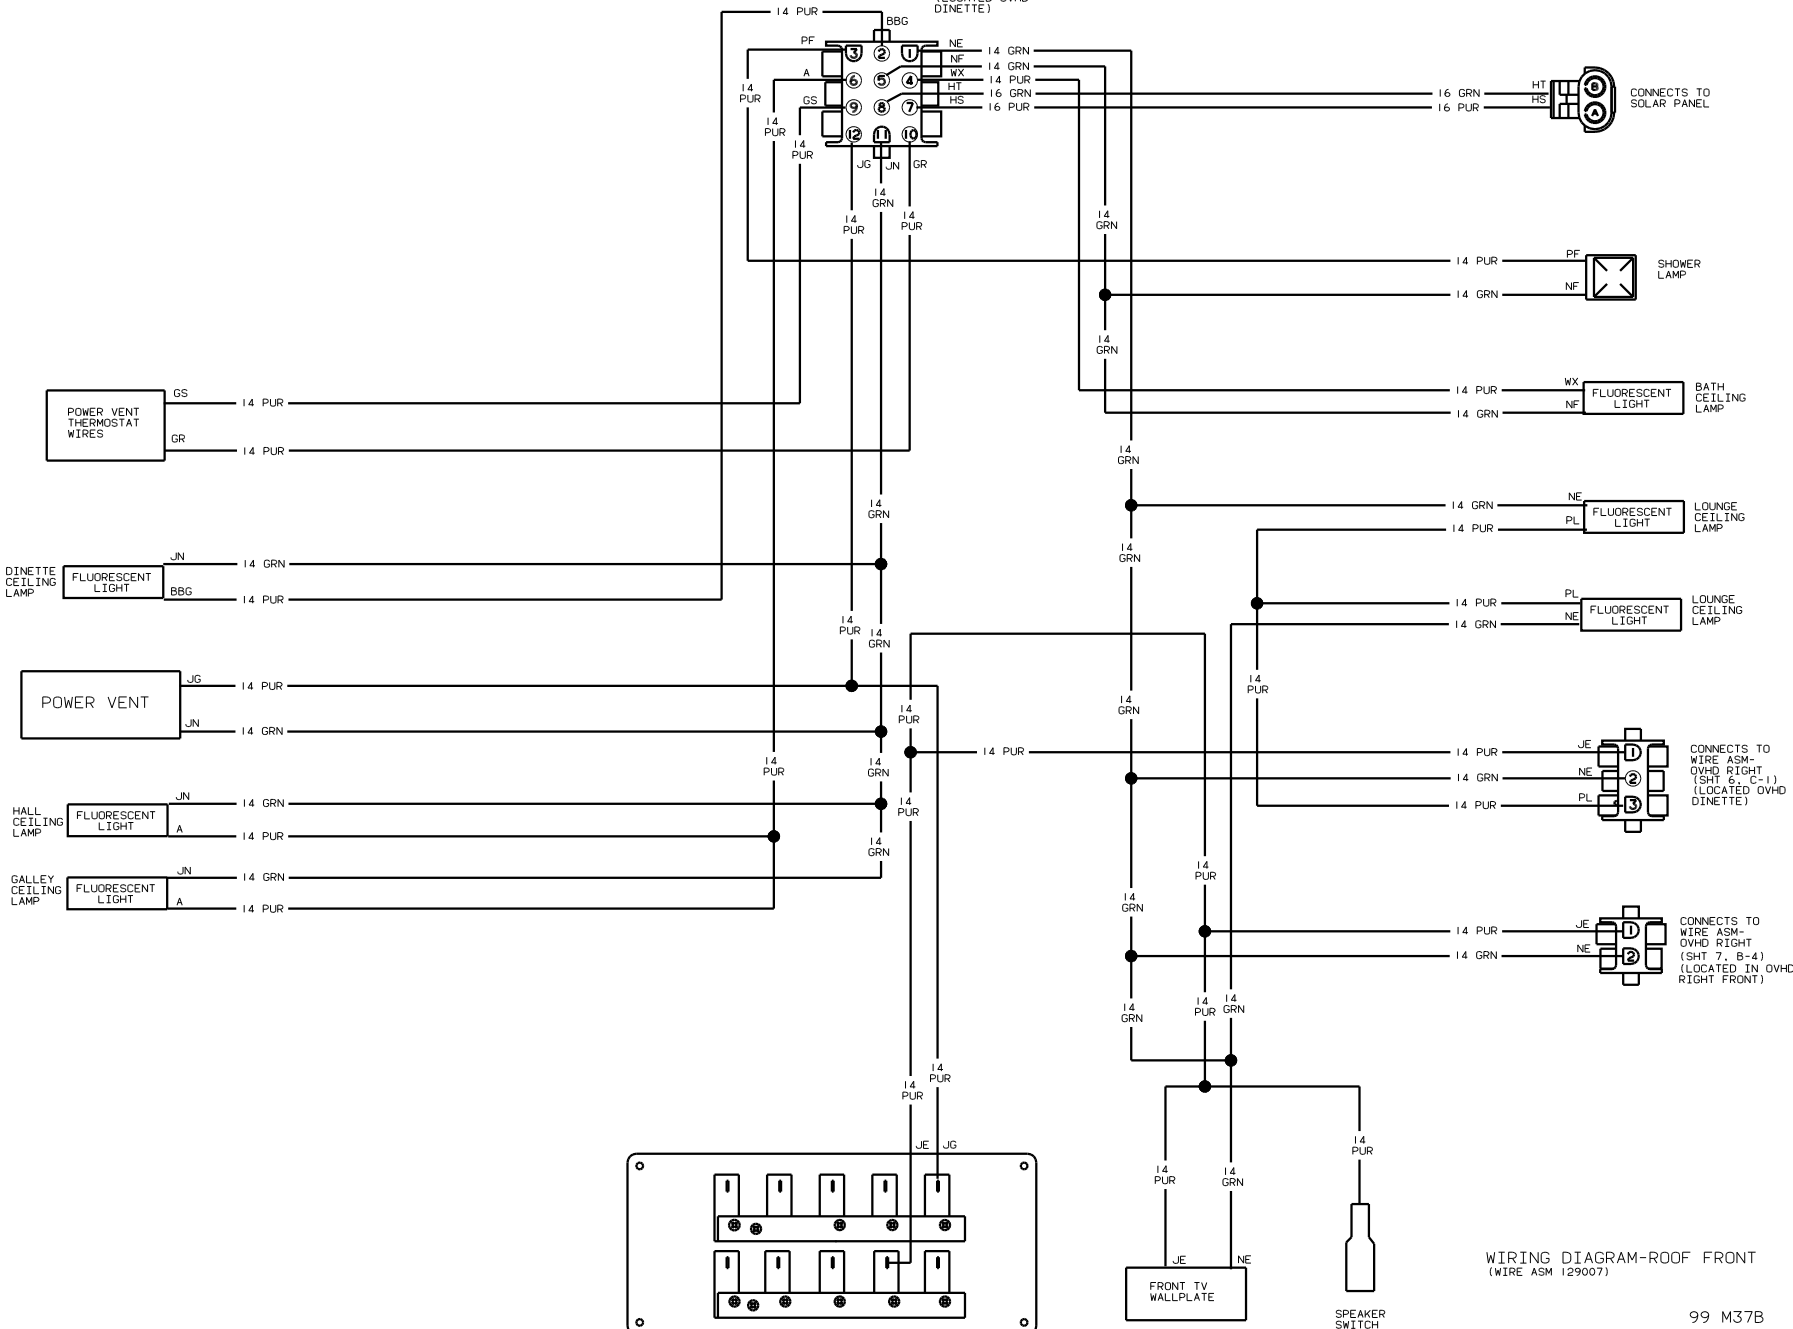 DINETTE)
14 PUR
BBG
PF
3
2
1
NE
14 GRN
NF
14 GRN
A
6
5
4
WX
14 PUR
HT
16 GRN
16 GRN
HT
B
CONNECTS TO
SOLAR PANEL
GS
9
8
7
HS
16 PUR
16 PUR
HS
A
14
PUR
14
PUR
14
PUR
12
11
10
JG
JN
GR
14
GRN
14
PUR
14
PUR
14
GRN
14 PUR
PF
SHOWER
LAMP
14 GRN
NF
14
GRN
GS
14 PUR
POWER VENT
THERMOSTAT
WIRES
GR
14 PUR
14 PUR
WX
FLUORESCENT
LIGHT
BATH
CEILING
LAMP
14 GRN
NF
14
GRN
14
GRN
14 GRN
NE
FLUORESCENT
LIGHT
LOUNGE
CEILING
LAMP
14 PUR
PL
14
GRN
DINETTE
CEILING
LAMP
FLUORESCENT
LIGHT
JN
14 GRN
BBG
14 PUR
14 PUR
PL
FLUORESCENT
LIGHT
LOUNGE
CEILING
LAMP
14 GRN
NE
14
PUR
14
GRN
POWER VENT
JG
14 PUR
JN
14 GRN
14
PUR
14
GRN
14
PUR
14
PUR
14
GRN
14 PUR
14 PUR
JE
1
14 GRN
NE
2
14 PUR
PL
3
CONNECTS TO
WIRE ASM-
OVHD RIGHT
(SHT 6, C-1)
(LOCATED OVHD
DINETTE)
HALL
CEILING
LAMP
FLUORESCENT
LIGHT
JN
14 GRN
A
14 PUR
14
PUR
14
GRN
GALLEY
CEILING
LAMP
FLUORESCENT
LIGHT
JN
14 GRN
A
14 PUR
14
PUR
14
GRN
14 PUR
JE
1
14 GRN
NE
2
CONNECTS TO
WIRE ASM-
OVHD RIGHT
(SHT 7, B-4)
(LOCATED IN OVHD
RIGHT FRONT)
14
GRN
14
PUR
14
GRN
14
PUR
14
PUR
JE
JG
14
PUR
14
GRN
14
PUR
JE
NE
FRONT TV
WALLPLATE
SPEAKER
SWITCH
WIRING DIAGRAM-ROOF FRONT
(WIRE ASM 129007)
99 M37B